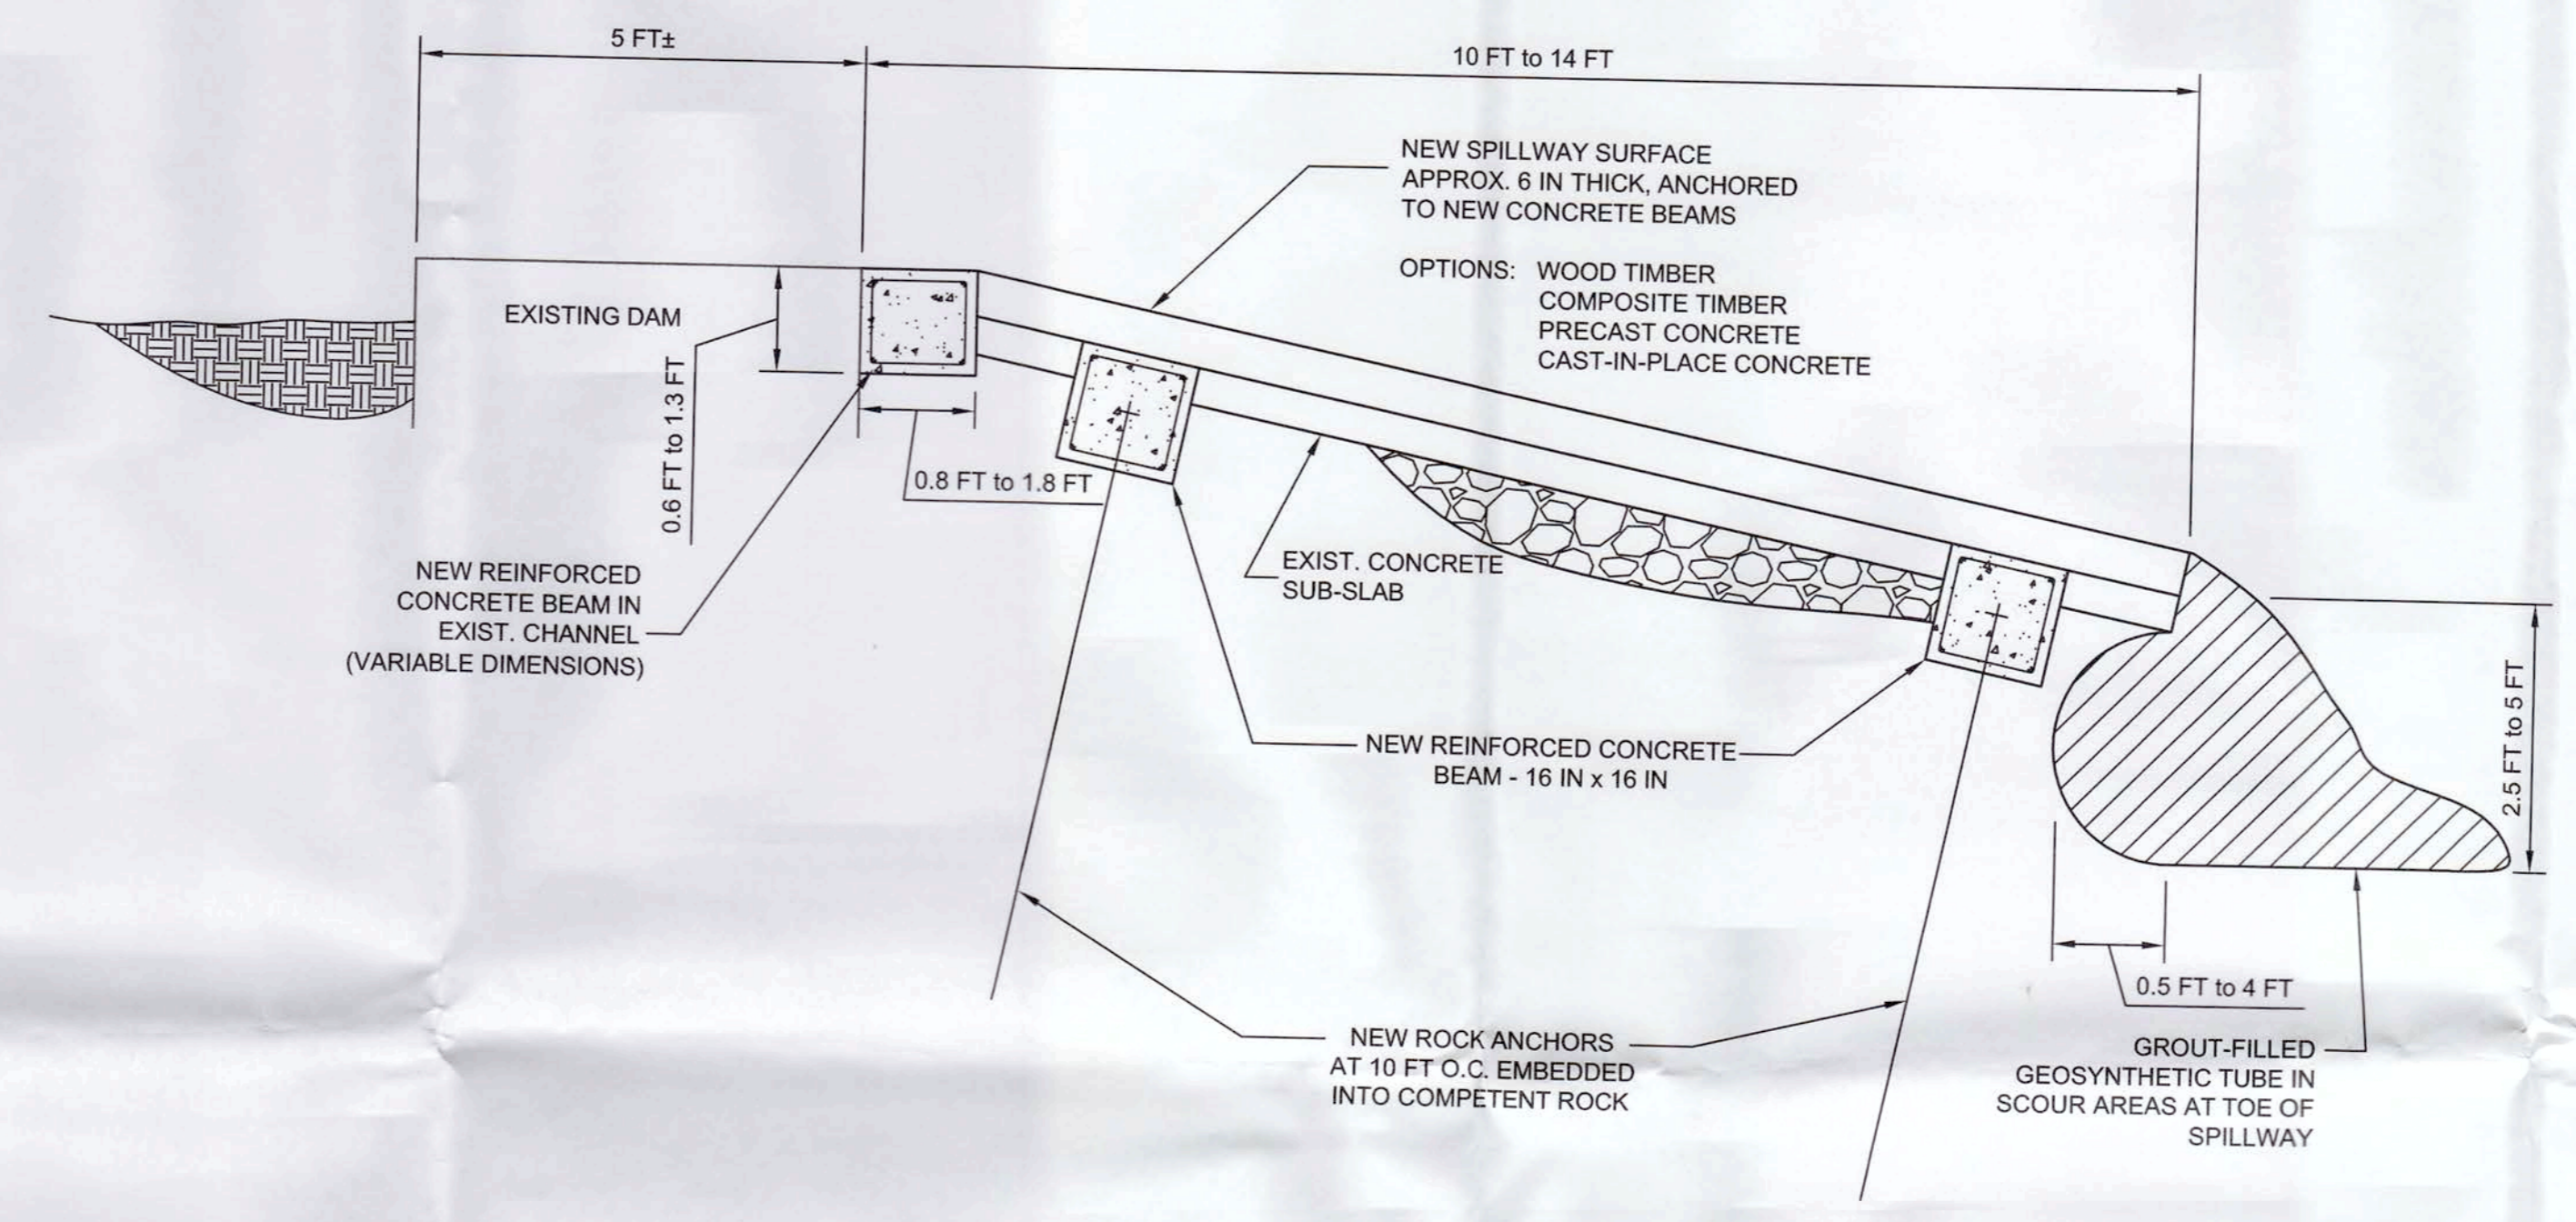 5 FT±
10 FT to 14 FT
NEW SPILLWAY SURFACE
APPROX. 6 IN THICK, ANCHORED
TO NEW CONCRETE BEAMS
OPTIONS: WOOD TIMBER
COMPOSITE TIMBER
PRECAST CONCRETE
CAST-IN-PLACE CONCRETE
EXISTING DAM
0.6 FT to 1.3 FT
0.8 FT to 1.8 FT
NEW REINFORCED
CONCRETE BEAM IN
EXIST. CHANNEL
(VARIABLE DIMENSIONS)
EXIST. CONCRETE
SUB-SLAB
NEW REINFORCED CONCRETE
BEAM - 16 IN x 16 IN
2.5 FT to 5 FT
0.5 FT to 4 FT
NEW ROCK ANCHORS
AT 10 FT O.C. EMBEDDED
INTO COMPETENT ROCK
GROUT-FILLED
GEOSYNTHETIC TUBE IN
SCOUR AREAS AT TOE OF
SPILLWAY